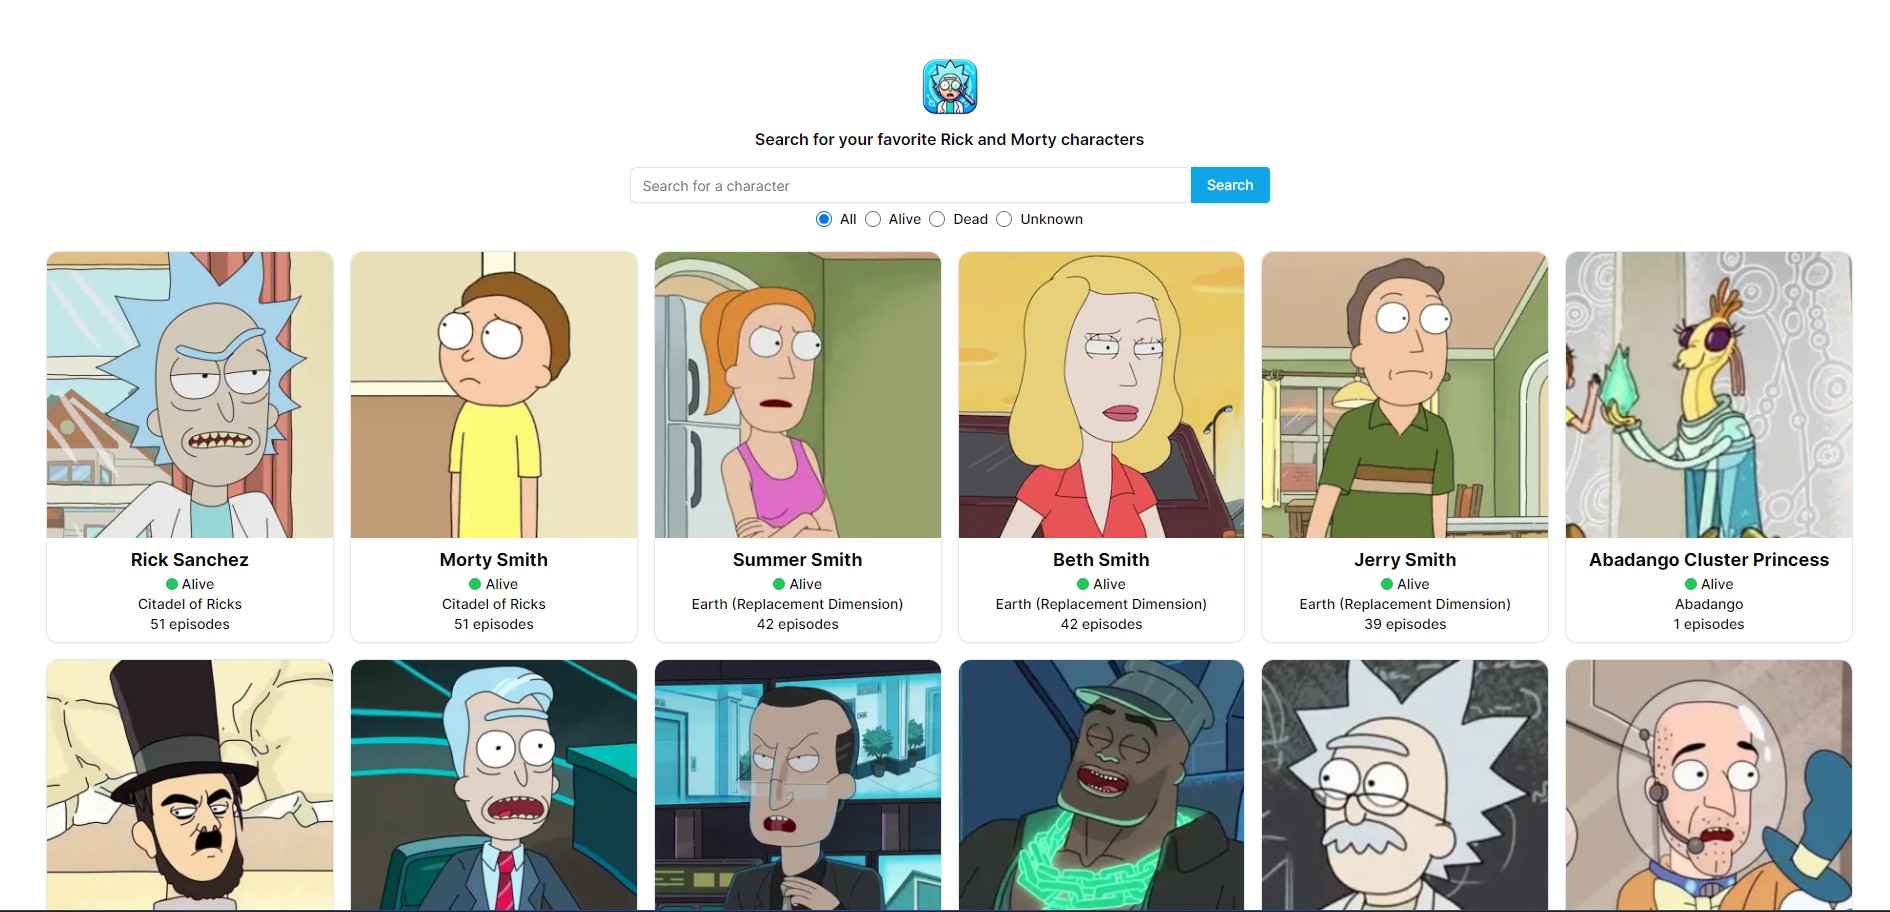 Search for your favorite Rick and Morty characters
Search for a character
Search
All Alive Dead Unknown
Rick Sanchez
Alive
Citadel of Ricks
51 episodes
Morty Smith
Alive
Citadel of Ricks
51 episodes
Summer Smith
Alive
Earth (Replacement Dimension)
42 episodes
Beth Smith
Alive
Earth (Replacement Dimension)
42 episodes
Jerry Smith
Alive
Earth (Replacement Dimension)
39 episodes
Abadango Cluster Princess
Alive
Abadango
1 episodes